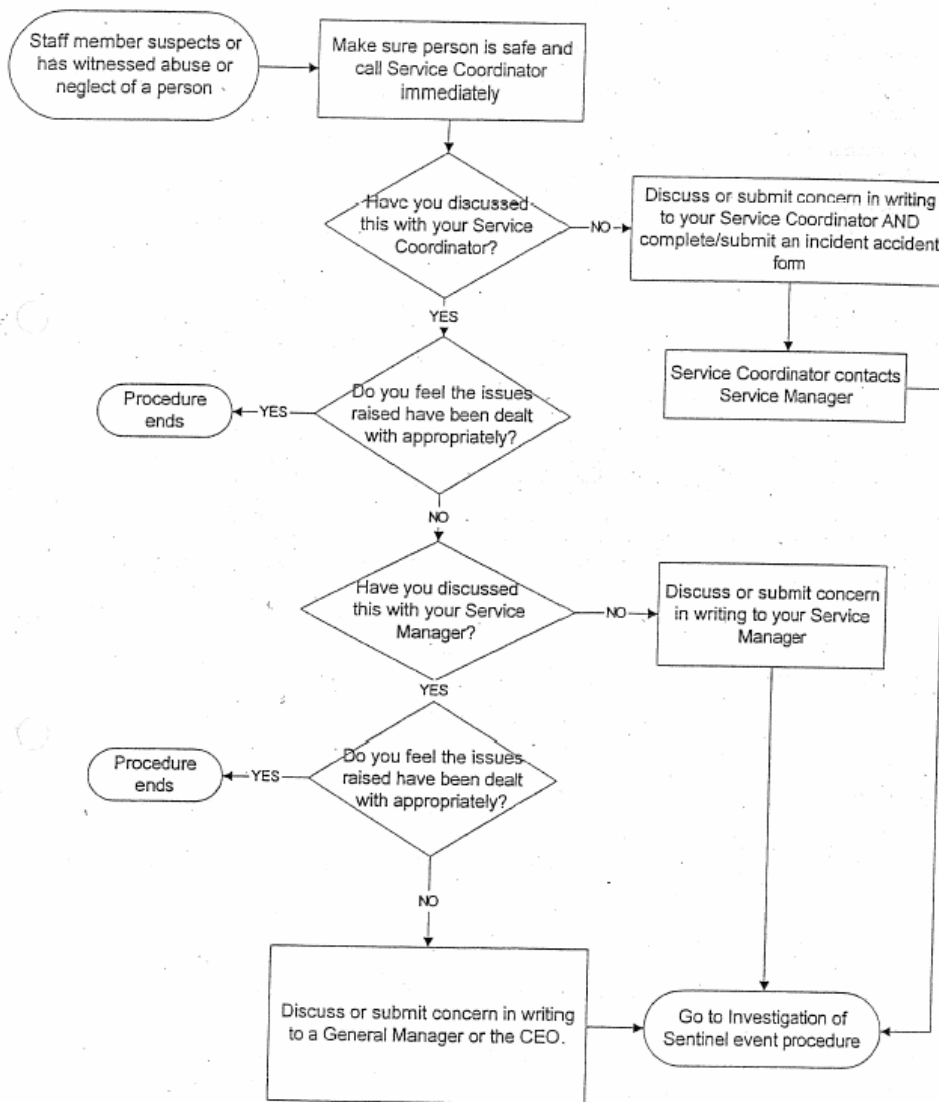 Staff member suspects or
has witnessed abuse or
neglect of a person
Make sure person is safe and
call Service Coordinator
immediately
Have you discussed
this with your Service
Coordinator?
NO
Discuss or submit concern in writing
to your Service Coordinator AND
complete/submit an incident accident
form
YES
Service Coordinator contacts
Service Manager
Do you feel the issues
raised have been dealt
with appropriately?
YES
Procedure
ends
NO
Have you discussed
this with your Service
Manager?
NO
Discuss or submit concern
in writing to your Service
Manager
YES
Do you feel the issues
raised have been dealt
with appropriately?
YES
Procedure
ends
NO
Discuss or submit concern in writing
to a General Manager or the CEO.
Go to Investigation of
Sentinel event procedure